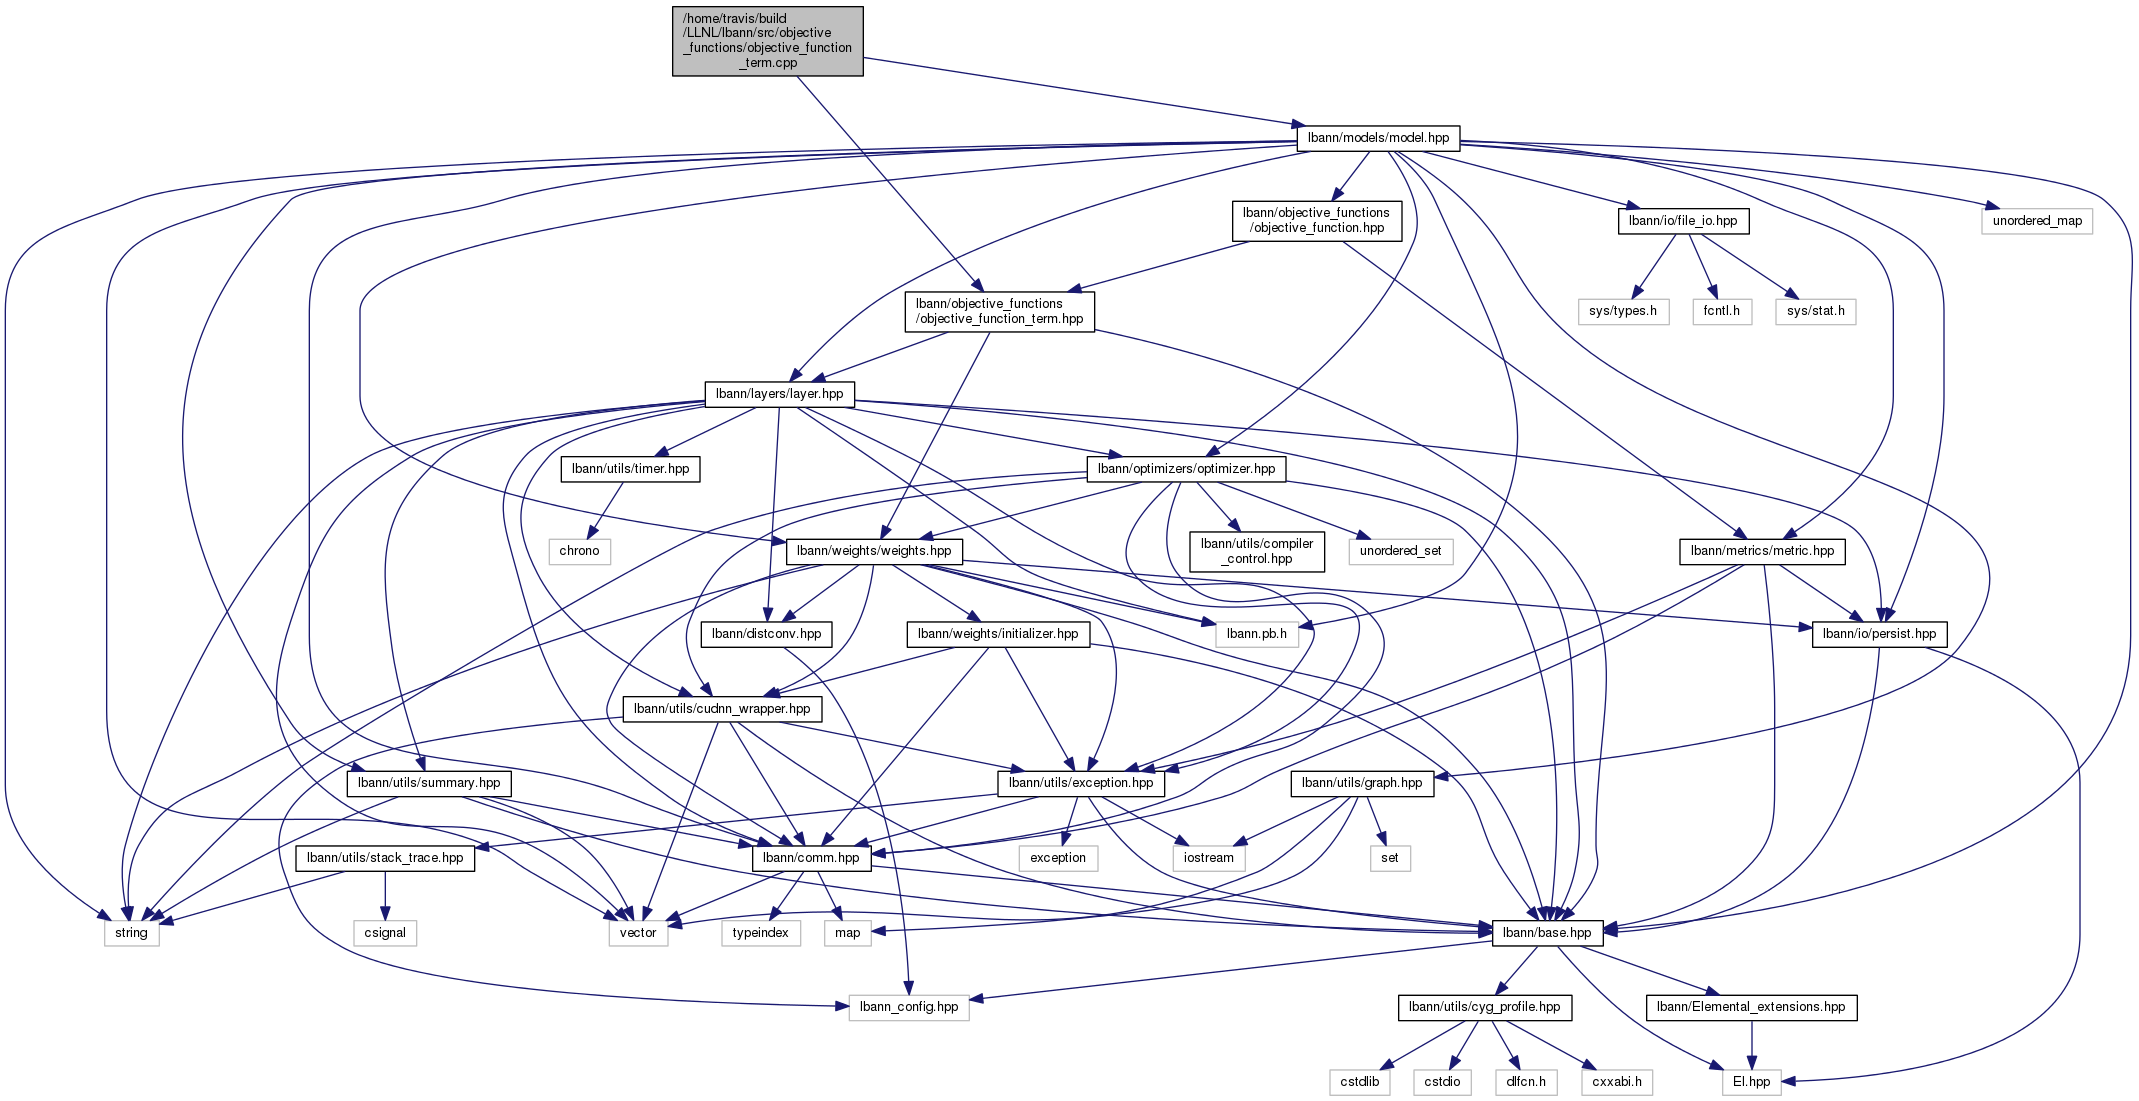 /home/travis/build
/LLNL/lbann/src/objective
_functions/objective_function
_term.cpp
lbann/models/model.hpp
lbann/objective_functions
/objective_function.hpp
lbann/io/file_io.hpp
unordered_map
lbann/objective_functions
/objective_function_term.hpp
sys/types.h
fcntl.h
sys/stat.h
lbann/layers/layer.hpp
lbann/utils/timer.hpp
lbann/optimizers/optimizer.hpp
chrono
lbann/weights/weights.hpp
lbann/utils/compiler
_control.hpp
unordered_set
lbann/metrics/metric.hpp
lbann/distconv.hpp
lbann/weights/initializer.hpp
lbann.pb.h
lbann/io/persist.hpp
lbann/utils/cudnn_wrapper.hpp
lbann/utils/summary.hpp
lbann/utils/exception.hpp
lbann/utils/graph.hpp
lbann/utils/stack_trace.hpp
lbann/comm.hpp
exception
iostream
set
string
csignal
vector
typeindex
map
lbann/base.hpp
lbann_config.hpp
lbann/utils/cyg_profile.hpp
lbann/Elemental_extensions.hpp
cstdlib
cstdio
dlfcn.h
cxxabi.h
El.hpp